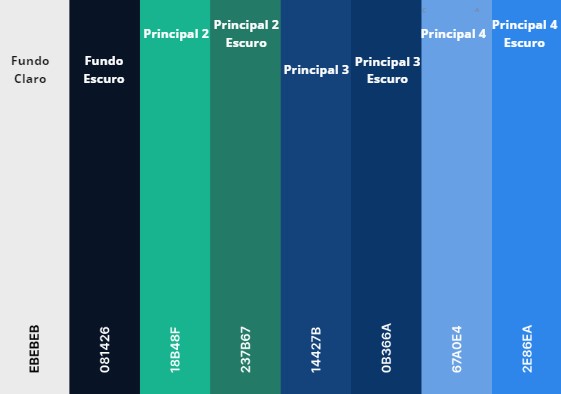 Fundo
Claro
EBEBEB
Fundo
Escuro
081426
Principal 2
18B48F
Principal 2
Escuro
237B67
Principal 3
14427B
Principal 3
Escuro
0B366A
Principal 4
67A0E4
Principal 4
Escuro
2E86EA